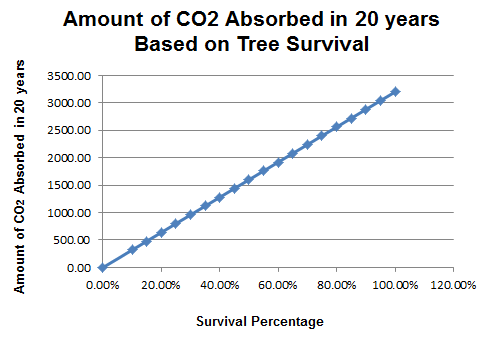 Amount of CO2 Absorbed in 20 years
Based on Tree Survival
Amount of CO2 Absorbed in 20 years
3500.00
3000.00
2500.00
2000.00
1500.00
1000.00
500.00
0.00
0.00% 20.00% 40.00% 60.00% 80.00% 100.00% 120.00%
Survival Percentage